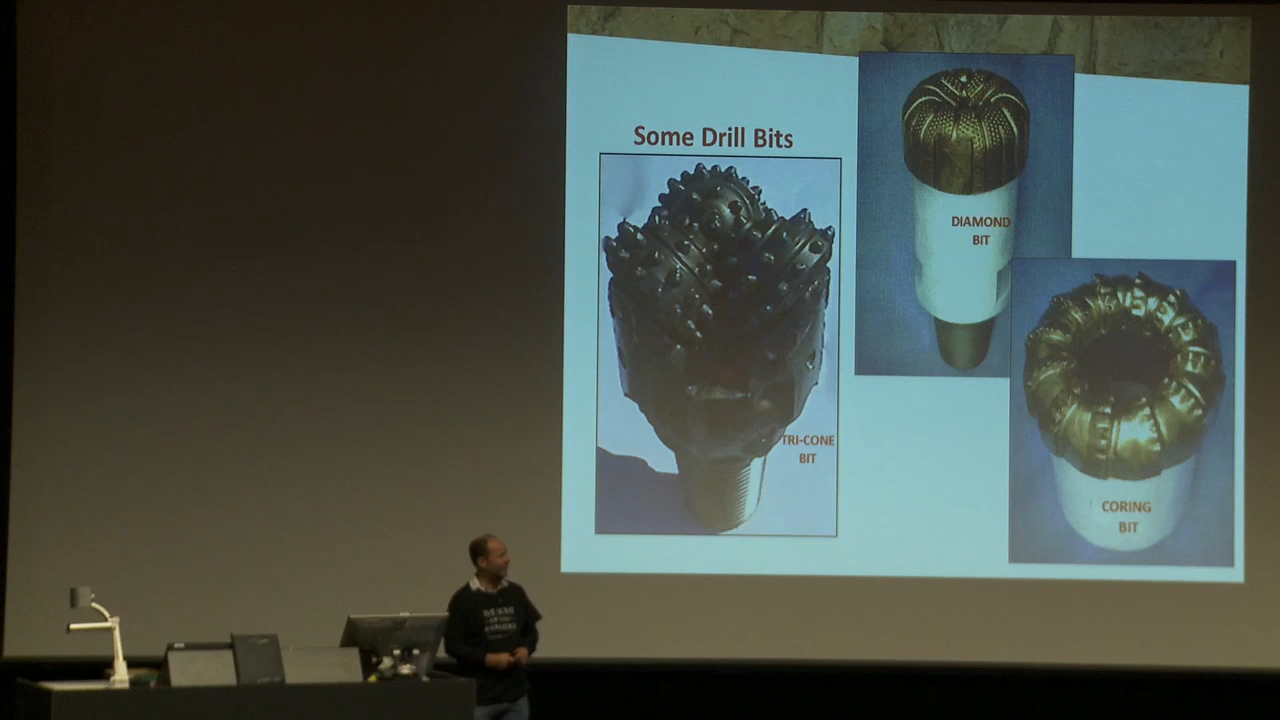 Some Drill Bits
DIAMOND
BIT
TRI-CONE
BIT
CORING
BIT